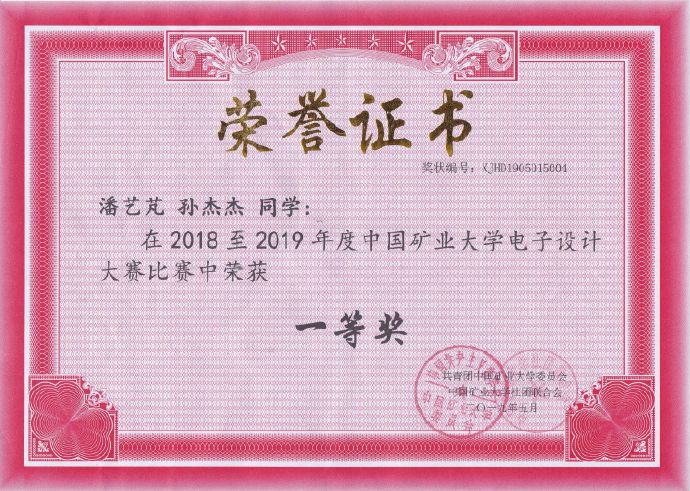 荣誉证书
奖状编号：XJHD1905015004
潘艺芃 孙杰杰 同学：
在 2018 至 2019 年度中国矿业大学电子设计
大赛比赛中荣获
一等奖
共青团中国矿业大学委员会
中国矿业大学社团联合会
二〇一九年五月